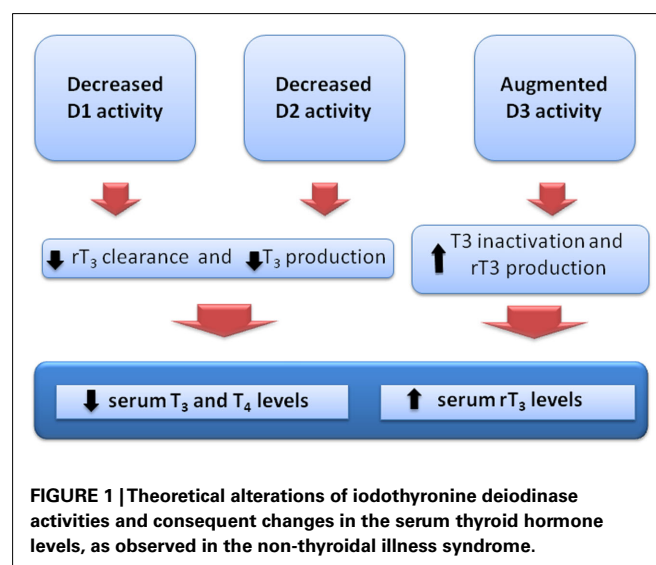 Decreased
D1 activity
Decreased
D2 activity
Augmented
D3 activity
rT₃ clearance and T₃ production
T3 inactivation and
rT3 production
serum T₃ and T₄ levels
serum rT₃ levels
FIGURE 1 | Theoretical alterations of iodothyronine deiodinase
activities and consequent changes in the serum thyroid hormone
levels, as observed in the non-thyroidal illness syndrome.